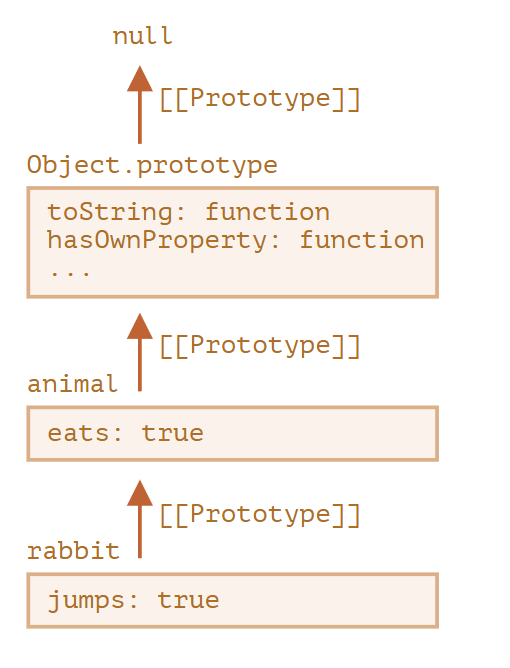 null
[[Prototype]]
Object.prototype
toString: function
hasOwnProperty: function
...
[[Prototype]]
animal
eats: true
[[Prototype]]
rabbit
jumps: true